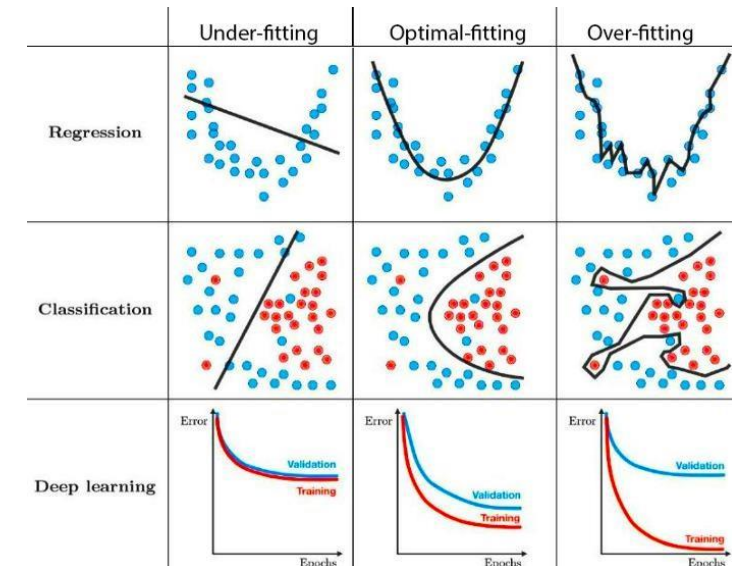 Under-fitting Optimal-fitting Over-fitting
Regression
Classification
Deep learning
Error
Validation
Training
Epochs
Error
Validation
Training
Epochs
Error
Validation
Training
Epochs